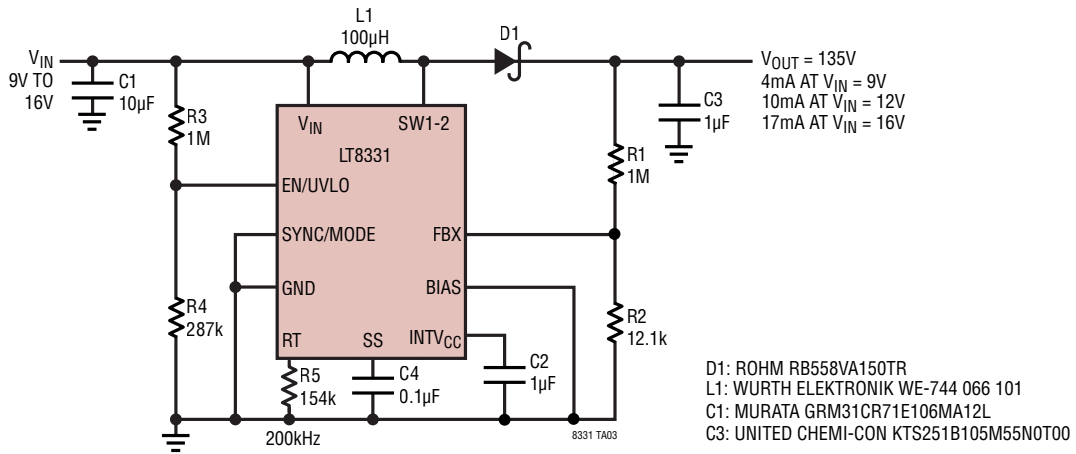 L1
100µH
D1
VIN
9V TO
16V
C1
10µF
R3
1M
VIN
SW1-2
LT8331
EN/UVLO
SYNC/MODE
FBX
GND
BIAS
RT
SS
INTVCC
R4
287k
R5
154k
C4
0.1µF
C2
1µF
R1
1M
R2
12.1k
C3
1µF
VOUT = 135V
4mA AT VIN = 9V
10mA AT VIN = 12V
17mA AT VIN = 16V
200kHz
8331 TA03
D1: ROHM RB558VA150TR
L1: WURTH ELEKTRONIK WE-744 066 101
C1: MURATA GRM31CR71E106MA12L
C3: UNITED CHEMI-CON KTS251B105M55N0T00